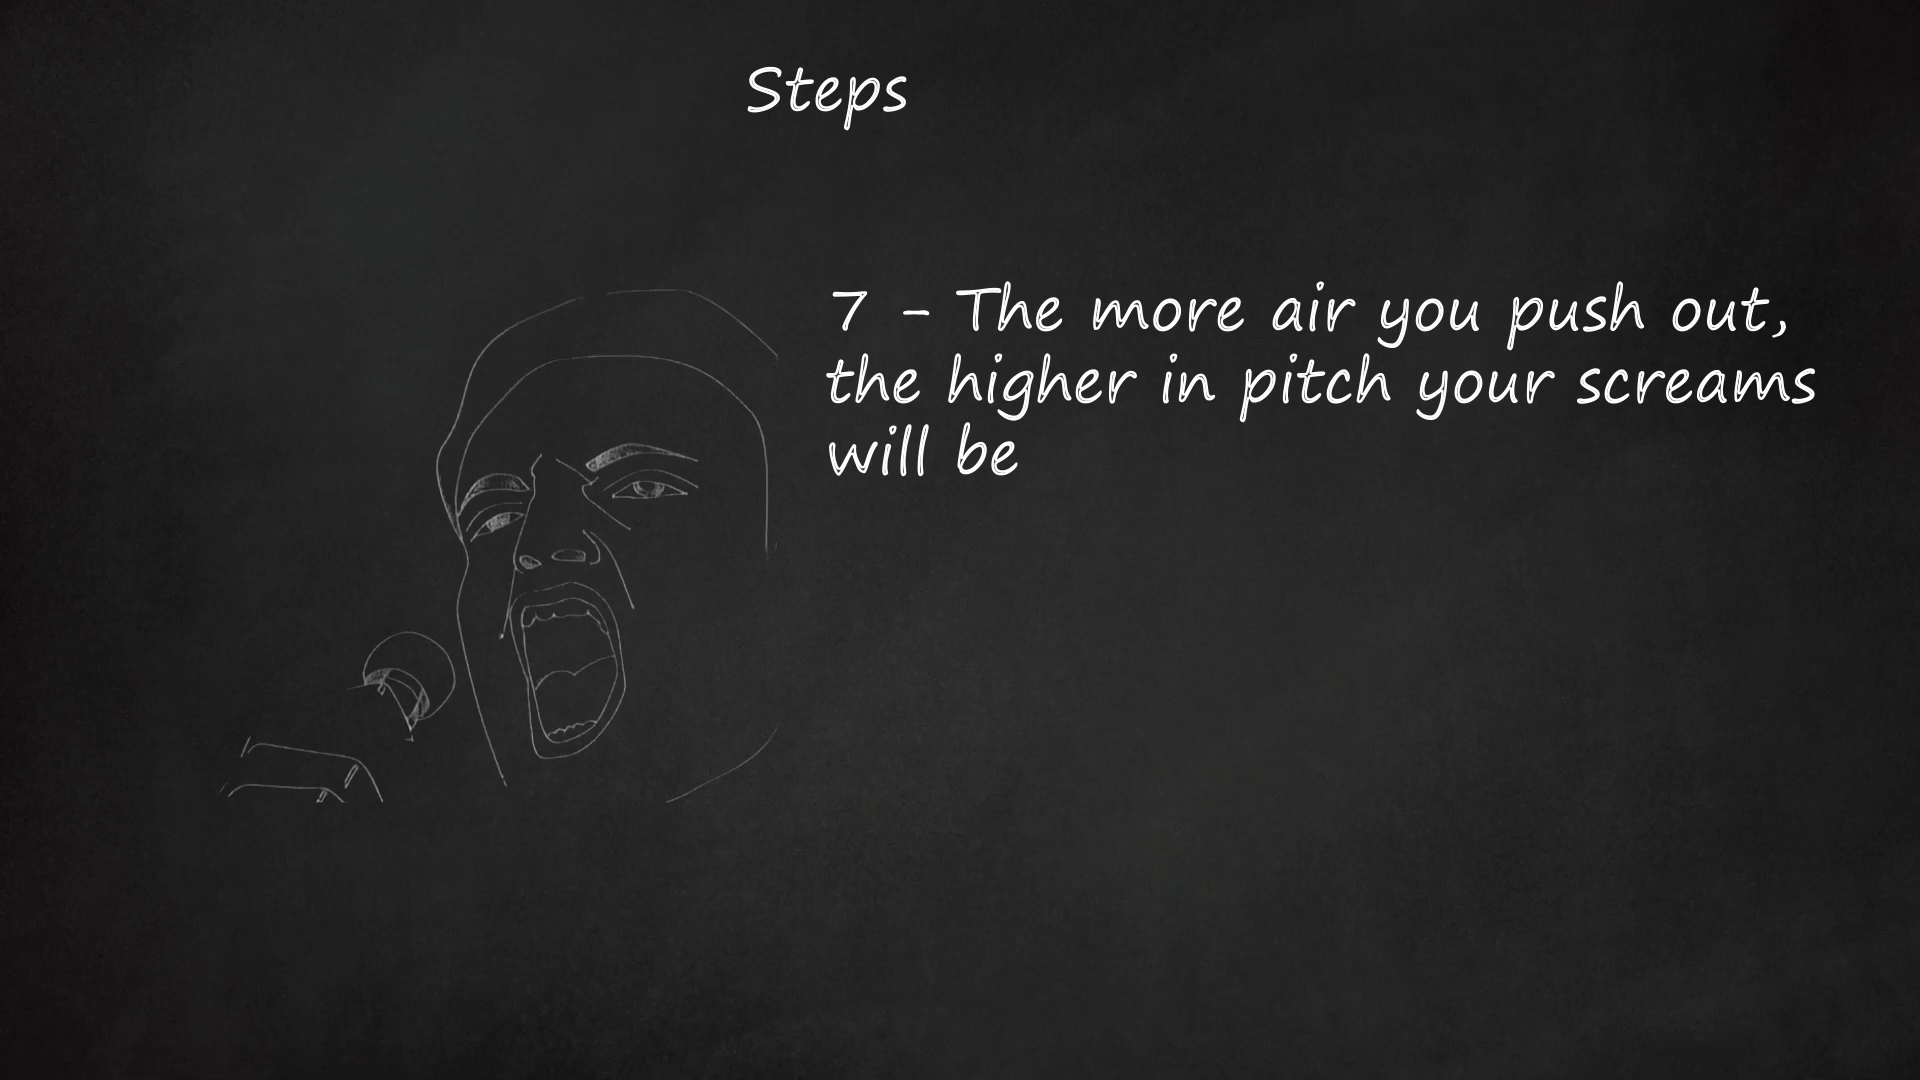 Steps
7 - The more air you push out,
the higher in pitch your screams
will be